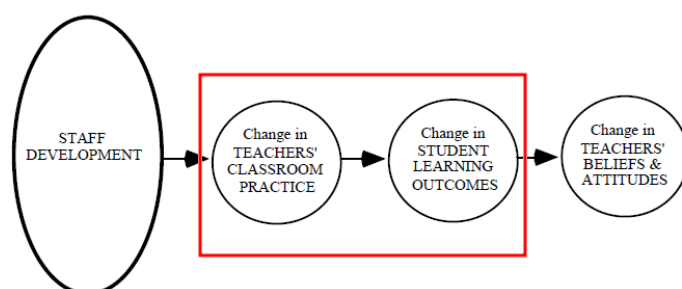 STAFF
DEVELOPMENT
Change in
TEACHERS'
CLASSROOM
PRACTICE
Change in
STUDENT
LEARNING
OUTCOMES
Change in
TEACHERS'
BELIEFS &
ATTITUDES